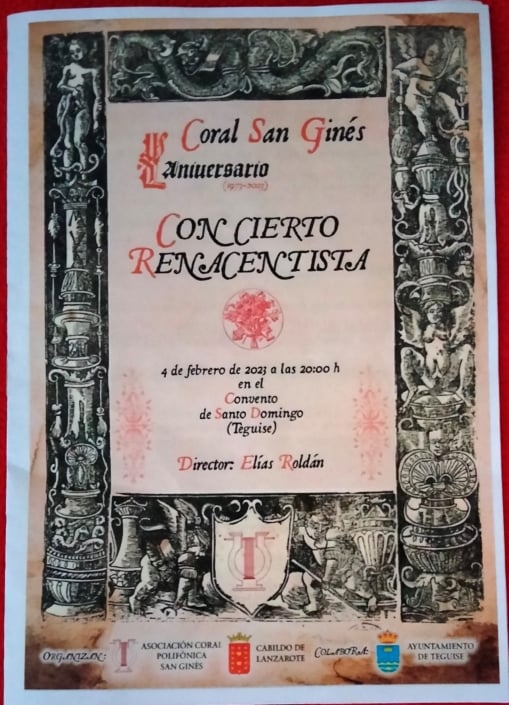 Coral San Ginés
L Aniversario
(1973-2023)
CONCIERTO
RENACENTISTA
4 de febrero de 2023 a las 20:00 h
en el
Convento
de Santo Domingo
(Teguise)
Director: Elías Roldán
ORGANIZAN:
ASOCIACIÓN CORAL
POLIFÓNICA
SAN GINÉS
CABILDO DE
LANZAROTE
COLABORA:
AYUNTAMIENTO
DE TEGUISE